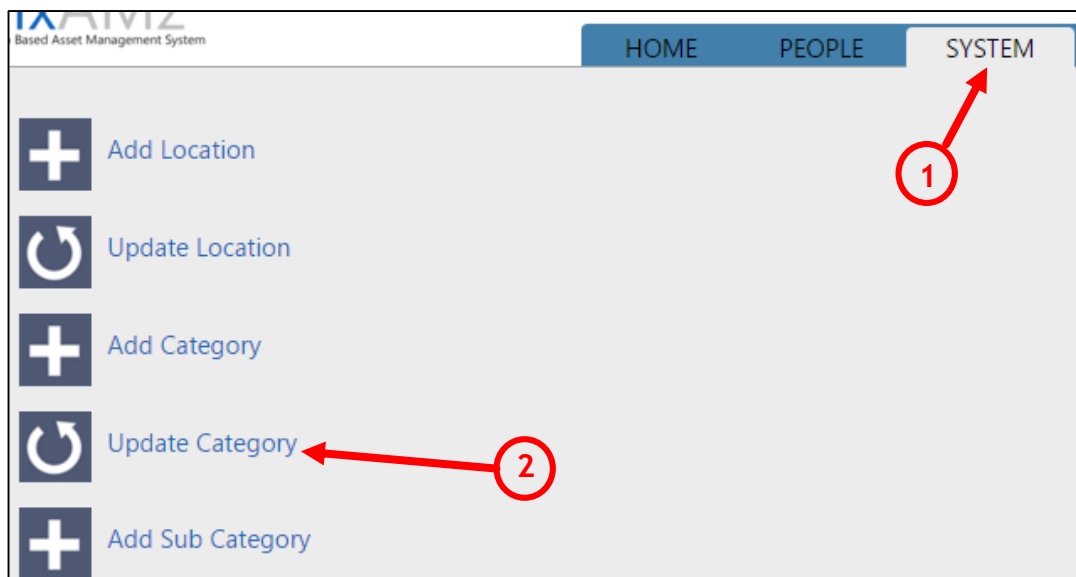 Based Asset Management System
HOME PEOPLE SYSTEM
1
Add Location
Update Location
Add Category
Update Category
2
Add Sub Category